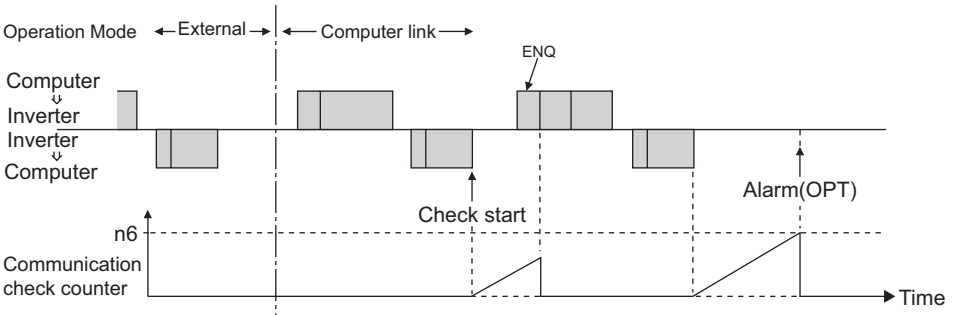 Operation Mode
External
Computer link
ENQ
Computer
Inverter
Inverter
Computer
Alarm(OPT)
Check start
n6
Communication
check counter
Time